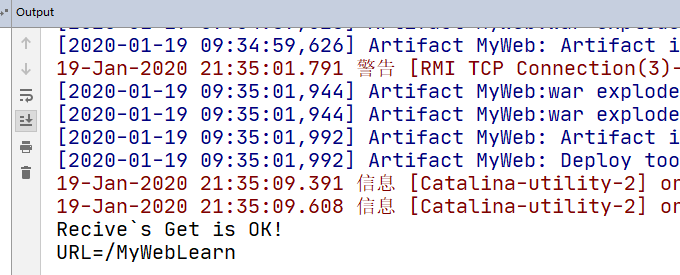 Output
[2020-01-19 09:34:59,626] Artifact MyWeb: Artifact i
19-Jan-2020 21:35:01.791 警告 [RMI TCP Connection(3)-
[2020-01-19 09:35:01,944] Artifact MyWeb:war explode
[2020-01-19 09:35:01,944] Artifact MyWeb:war explode
[2020-01-19 09:35:01,992] Artifact MyWeb: Artifact i
[2020-01-19 09:35:01,992] Artifact MyWeb: Deploy too
19-Jan-2020 21:35:09.391 信息 [Catalina-utility-2] or
19-Jan-2020 21:35:09.608 信息 [Catalina-utility-2] or
Recive`s Get is OK!
URL=/MyWebLearn